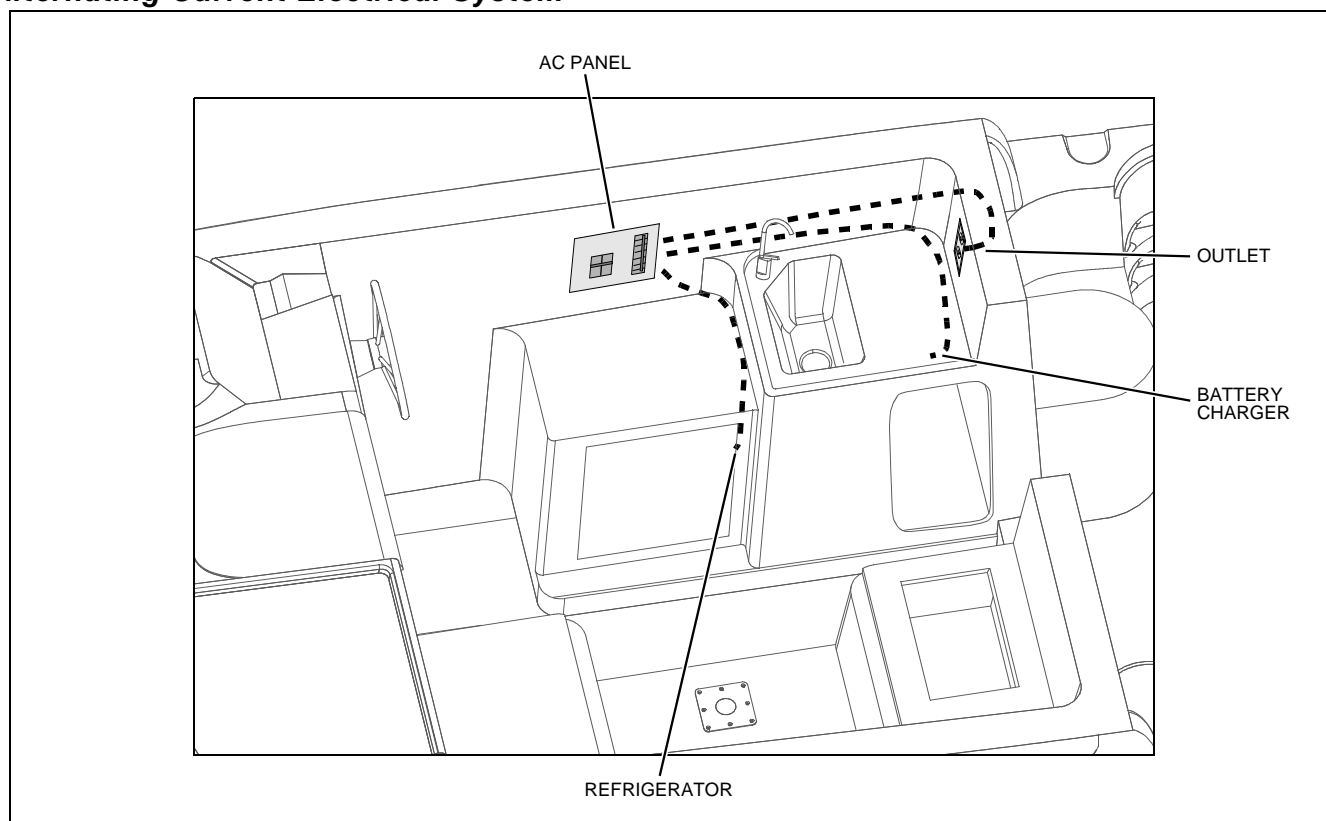 Alternating Current Electrical System
AC PANEL
OUTLET
BATTERY
CHARGER
REFRIGERATOR